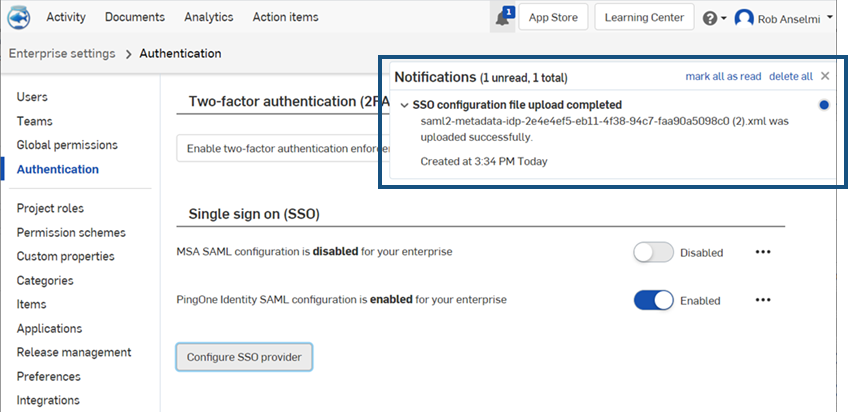 Activity Documents Analytics Action items 1 App Store Learning Center ? Rob Anselmi
Enterprise settings > Authentication
Notifications (1 unread, 1 total) mark all as read delete all
SSO configuration file upload completed
saml2-metadata-idp-2e4e4ef5-eb11-4f38-94c7-faa90a5098c0 (2).xml was
uploaded successfully.
Created at 3:34 PM Today
Users
Teams
Global permissions
Authentication
Project roles
Permission schemes
Custom properties
Categories
Items
Applications
Release management
Preferences
Integrations
Two-factor authentication (2FA
Enable two-factor authentication enforce
Single sign on (SSO)
MSA SAML configuration is disabled for your enterprise Disabled
PingOne Identity SAML configuration is enabled for your enterprise Enabled
Configure SSO provider